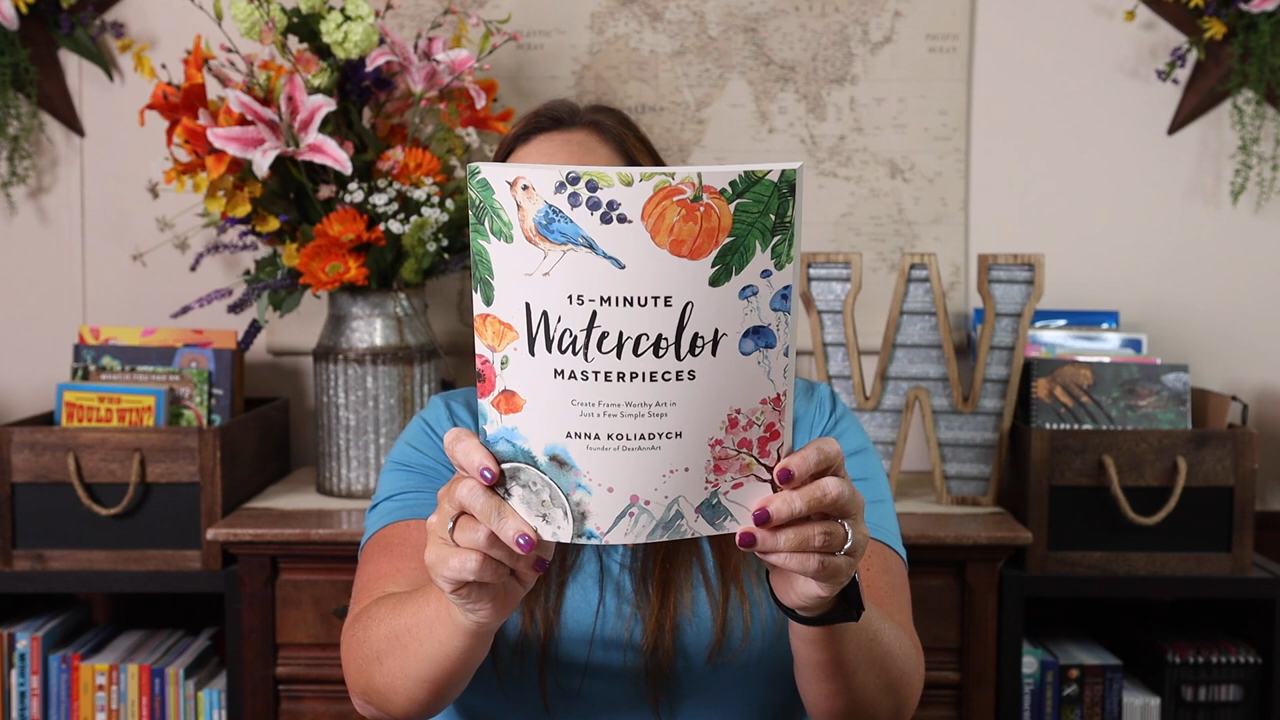 15-MINUTE
Watercolor
MASTERPIECES
Create Frame-Worthy Art in
Just a Few Simple Steps
ANNA KOLIADYCH
founder of DearAnnArt
WHO
WOULD WIN?
W